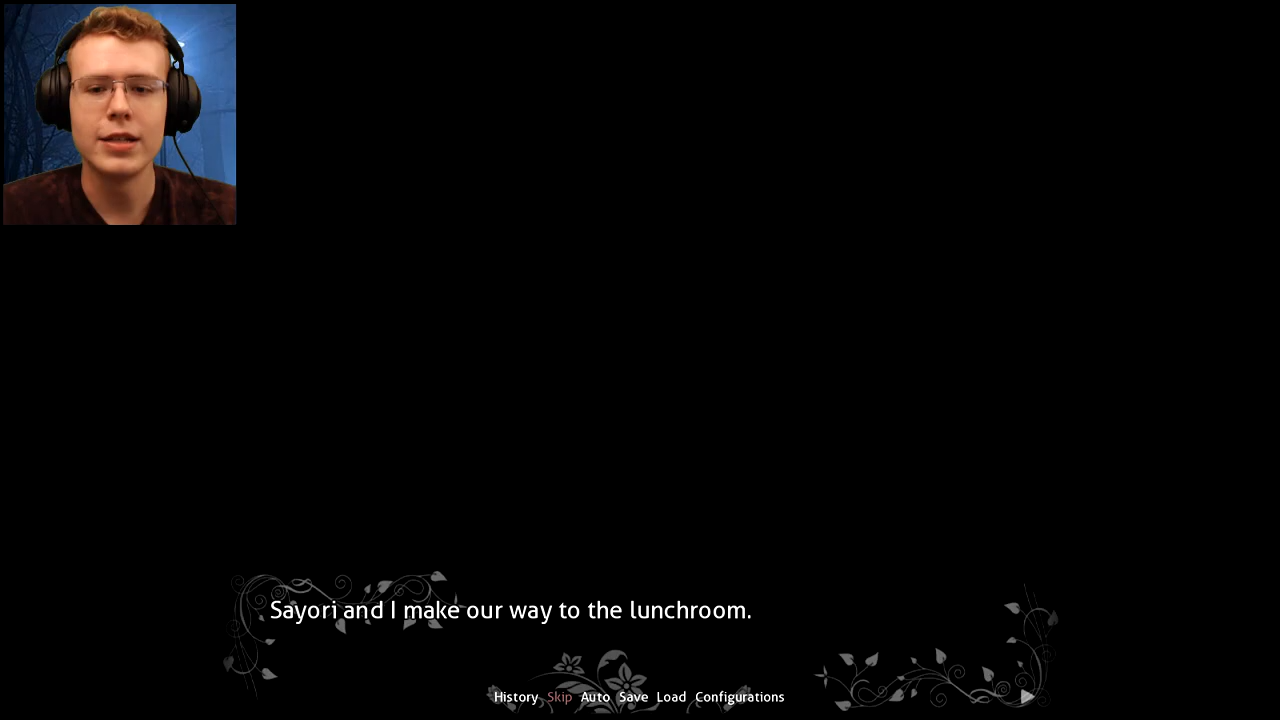 Sayori and I make our way to the lunchroom.
History Skip Auto Save Load Configurations